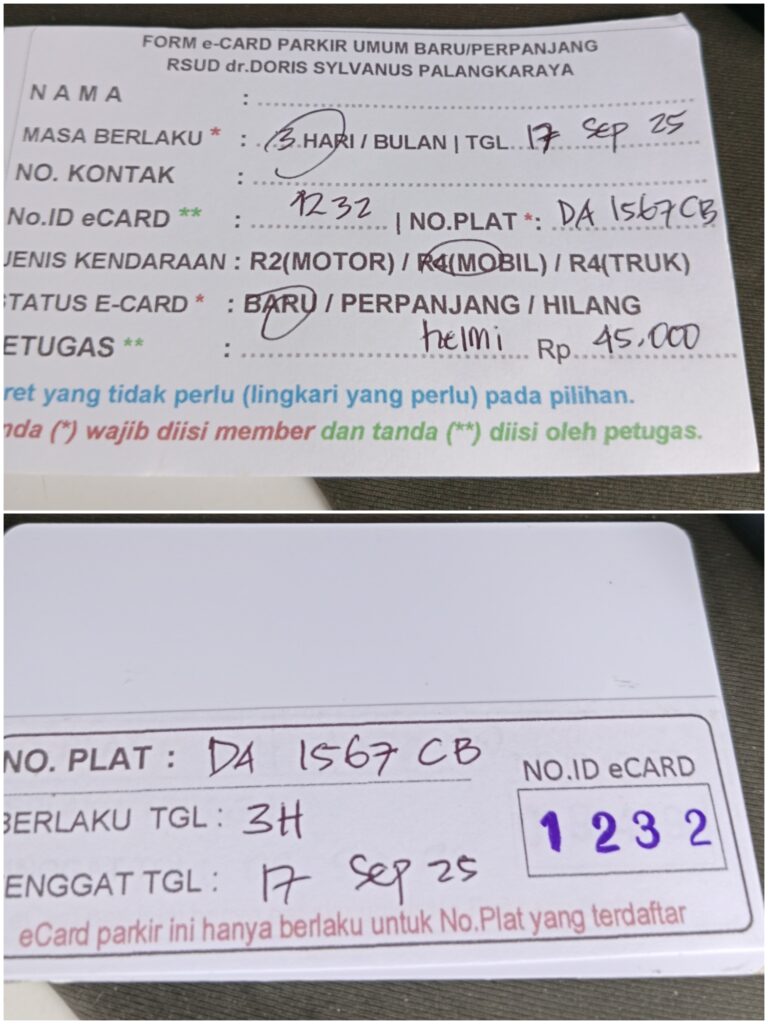 FORM e-CARD PARKIR UMUM BARU/PERPANJANG
RSUD dr.DORIS SYLVANUS PALANGKARAYA
N A M A :
MASA BERLAKU * : 3 HARI / BULAN | TGL. 17 Sep 25
NO. KONTAK :
No.ID eCARD ** : 1232 | NO.PLAT *: DA 1567 CB
JENIS KENDARAAN : R2(MOTOR) / R4(MOBIL) / R4(TRUK)
TATUS E-CARD * : BARU / PERPANJANG / HILANG
ETUGAS ** : helmi Rp 45.000
ret yang tidak perlu (lingkari yang perlu) pada pilihan.
nda (*) wajib diisi member dan tanda (**) diisi oleh petugas.
NO. PLAT : DA 1567 CB
NO.ID eCARD
BERLAKU TGL : 3H
1232
ENGGAT TGL : 17 Sep 25
eCard parkir ini hanya berlaku untuk No.Plat yang terdaftar